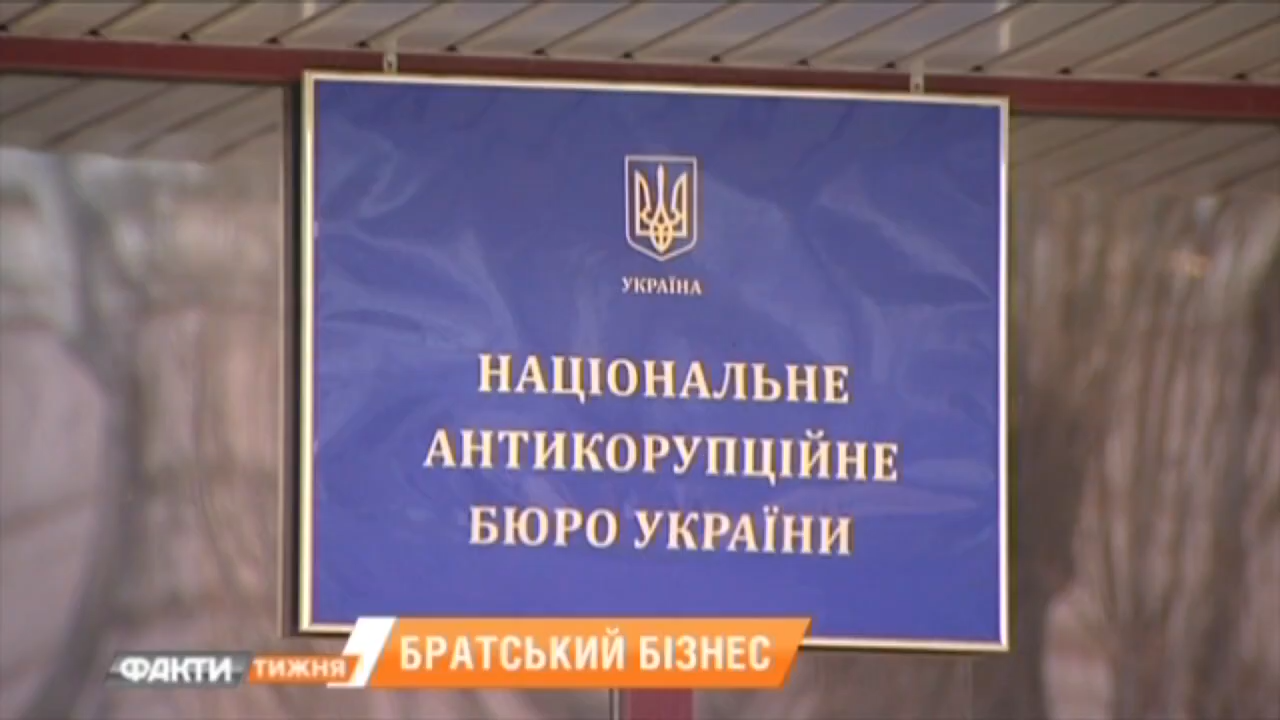 УКРАЇНА
НАЦІОНАЛЬНЕ
АНТИКОРУПЦІЙНЕ
БЮРО УКРАЇНИ
ФАКТИ ТИЖНЯ БРАТСЬКИЙ БІЗНЕС